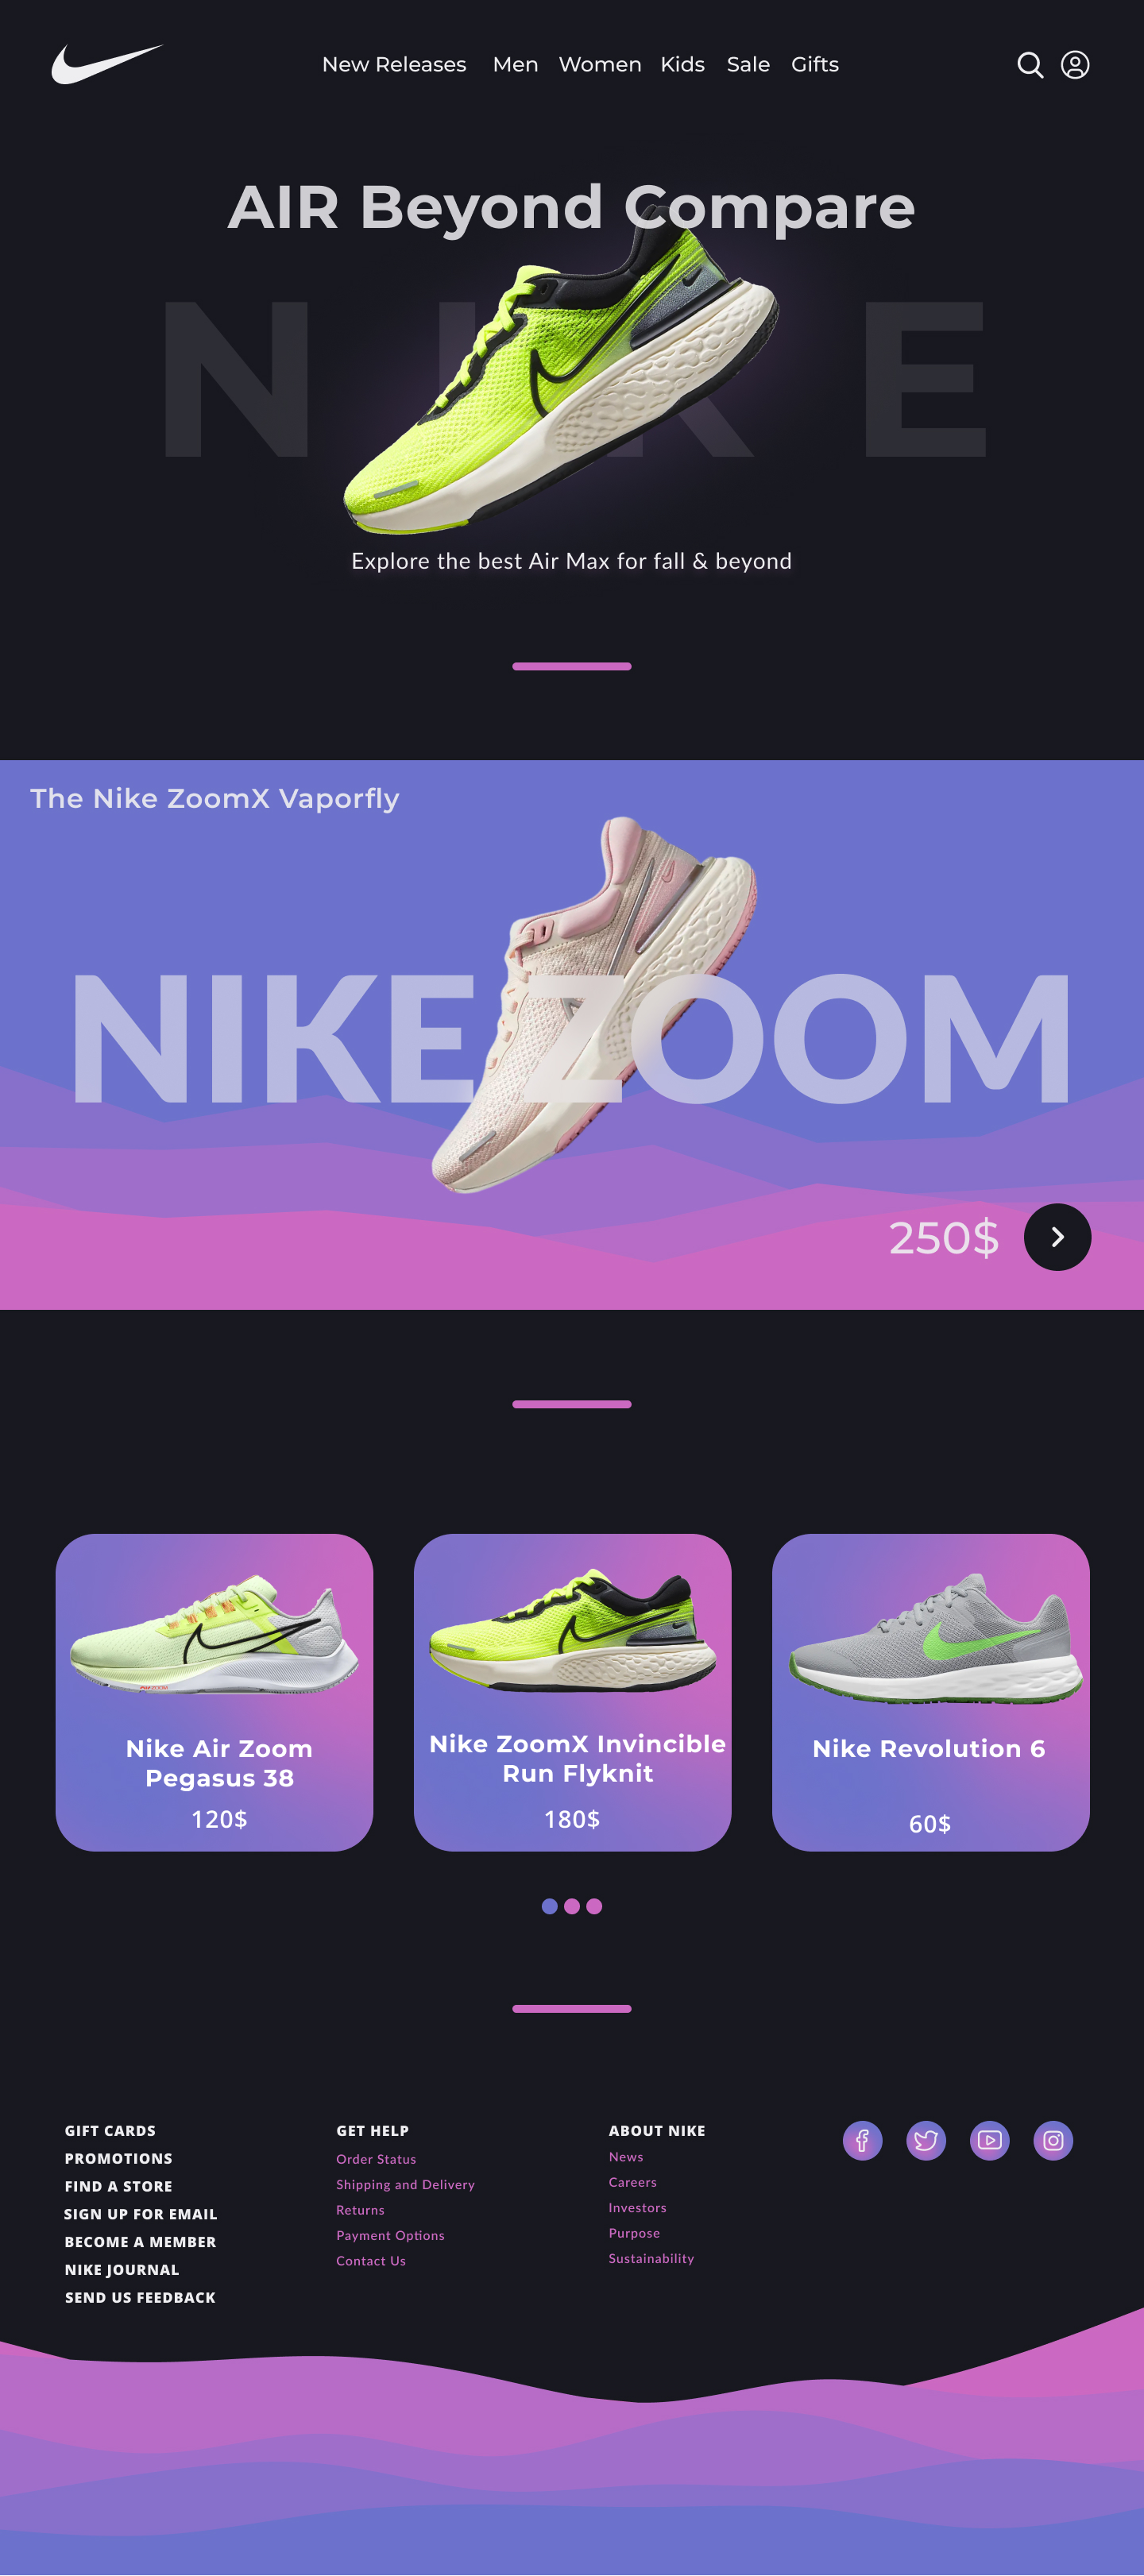 New Releases Men Women Kids Sale Gifts
AIR Beyond Compare
NIKE
Explore the best Air Max for fall & beyond
The Nike ZoomX Vaporfly
NIKE ZOOM
250$
Nike Air Zoom
Pegasus 38
120$
Nike ZoomX Invincible
Run Flyknit
180$
Nike Revolution 6
60$
GIFT CARDS
PROMOTIONS
FIND A STORE
SIGN UP FOR EMAIL
BECOME A MEMBER
NIKE JOURNAL
SEND US FEEDBACK
GET HELP
Order Status
Shipping and Delivery
Returns
Payment Options
Contact Us
ABOUT NIKE
News
Careers
Investors
Purpose
Sustainability